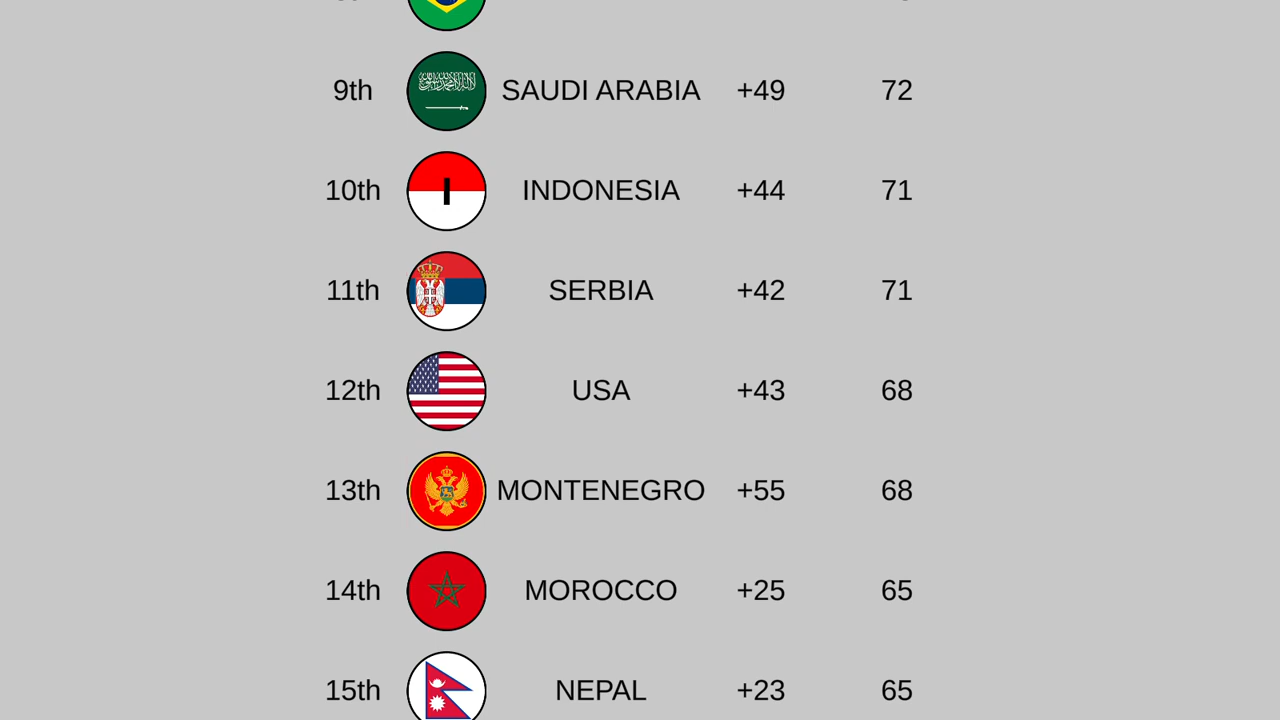 9th SAUDI ARABIA +49 72
10th I INDONESIA +44 71
11th SERBIA +42 71
12th USA +43 68
13th MONTENEGRO +55 68
14th MOROCCO +25 65
15th NEPAL +23 65